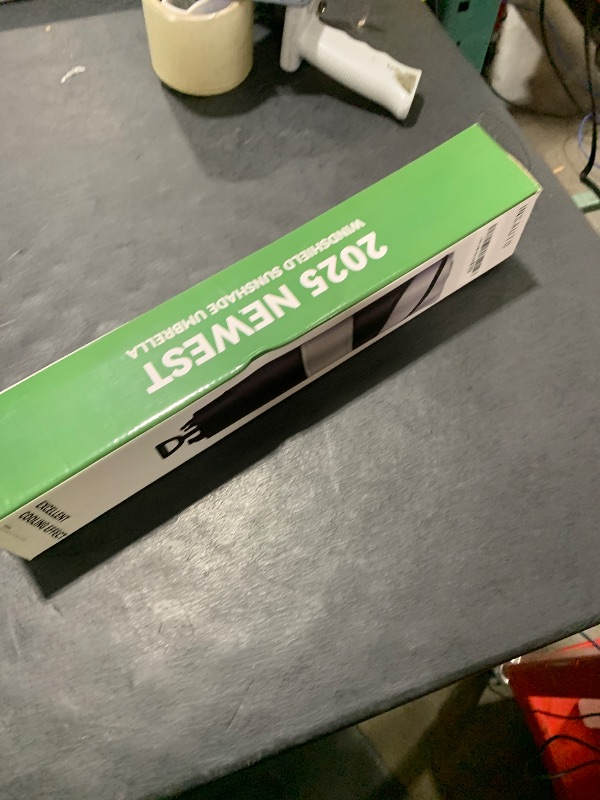 2025 NEWEST
WINDSHIELD SUNSHADE UMBRELLA
EXCELLENT
COOLING EFFECT